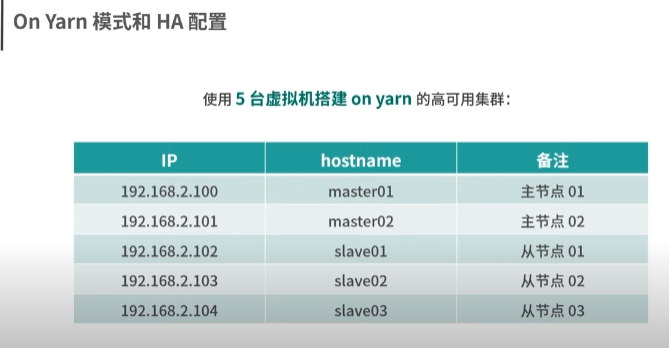 On Yarn 模式和 HA 配置
使用 5 台虚拟机搭建 on yarn 的高可用集群：
IP hostname 备注
192.168.2.100 master01 主节点 01
192.168.2.101 master02 主节点 02
192.168.2.102 slave01 从节点 01
192.168.2.103 slave02 从节点 02
192.168.2.104 slave03 从节点 03